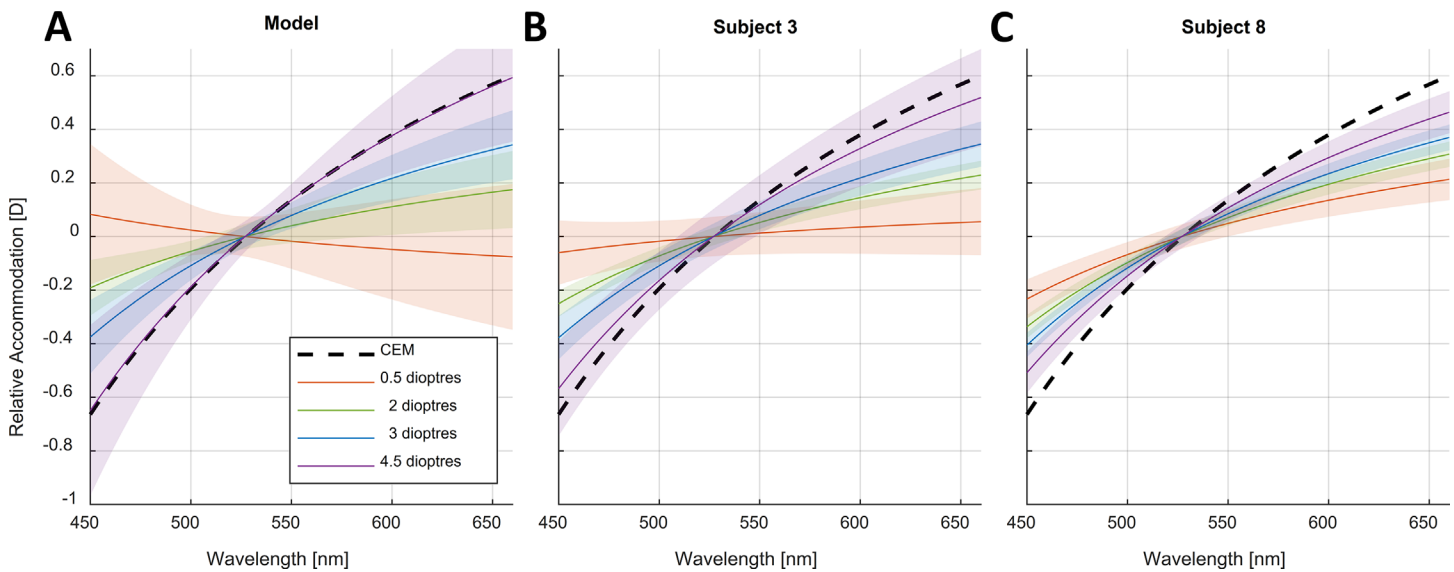 A
Model
B
Subject 3
C
Subject 8
Relative Accommodation [D]
0.6
0.4
0.2
0
-0.2
-0.4
-0.6
-0.8
-1
CEM
0.5 dioptres
2 dioptres
3 dioptres
4.5 dioptres
450 500 550 600 650
450 500 550 600 650
450 500 550 600 650
Wavelength [nm]
Wavelength [nm]
Wavelength [nm]